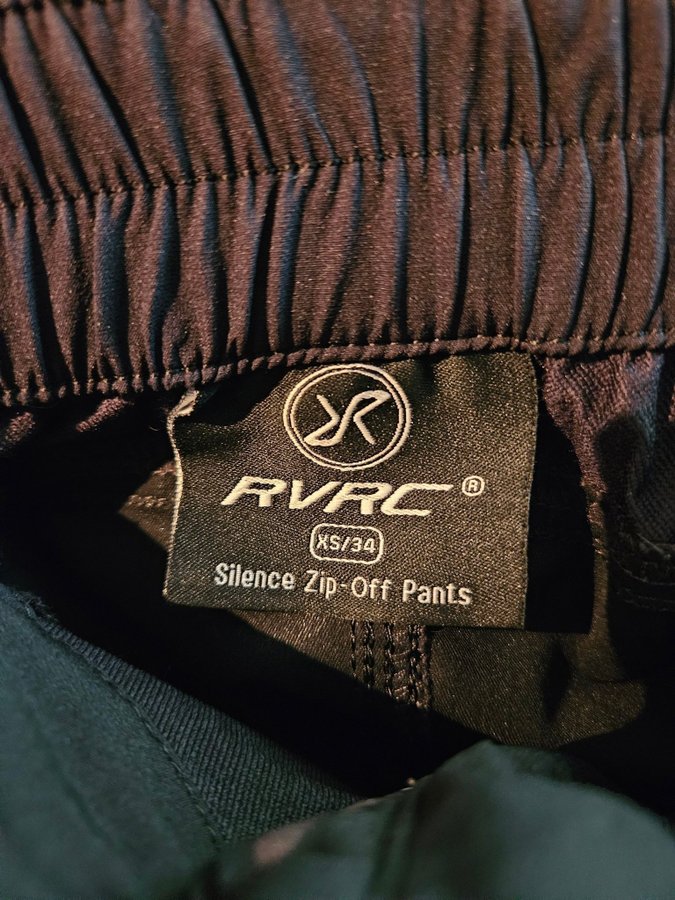 RVRC®
XS/34
Silence Zip-Off Pants